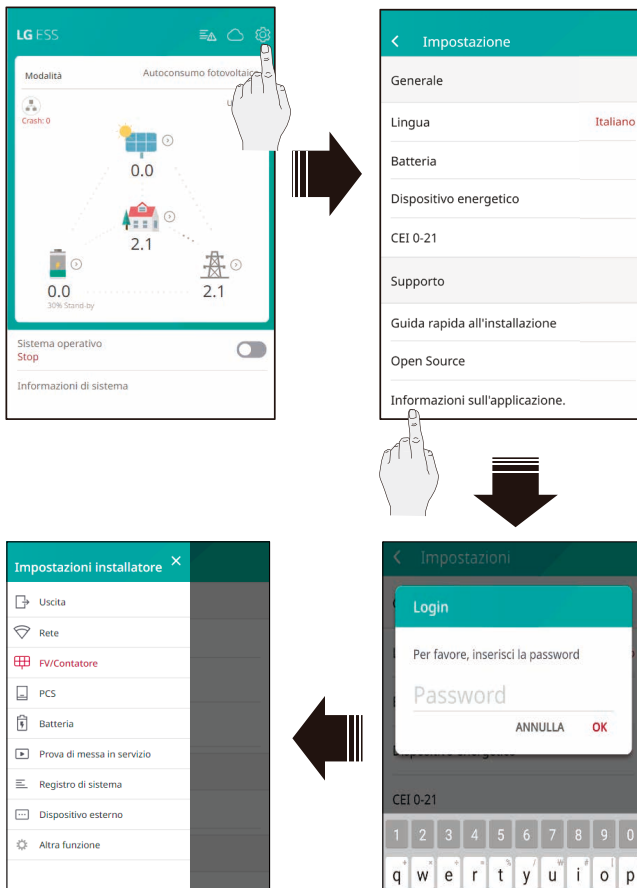 LG ESS
Modalità Autoconsumo fotovoltaico
Crash: 0
0.0
2.1
0.0 2.1
30% Stand-by
Sistema operativo
Stop
Informazioni di sistema
Impostazione
Generale
Lingua Italiano
Batteria
Dispositivo energetico
CEI 0-21
Supporto
Guida rapida all'installazione
Open Source
Informazioni sull'applicazione.
Impostazioni
Login
Per favore, inserisci la password
Password
ANNULLA OK
CEI 0-21
1 2 3 4 5 6 7 8 9 0
q w e r t y u i o p
Impostazioni installatore ×
Uscita
Rete
FV/Contatore
PCS
Batteria
Prova di messa in servizio
Registro di sistema
Dispositivo esterno
Altra funzione